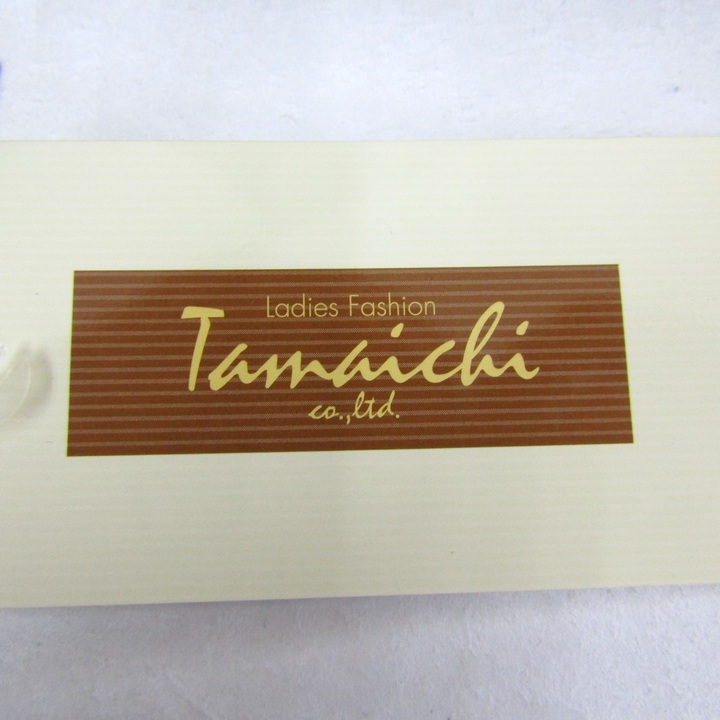 Ladies Fashion
Tamaichi
co.,ltd.